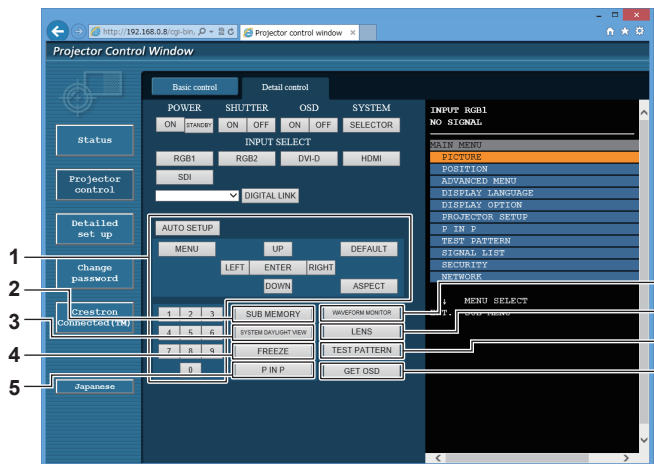 http://192.168.0.8/cgi-bin,
Projector control window
Projector Control Window
Basic control
Detail control
POWER SHUTTER OSD SYSTEM
ON STANDBY ON OFF ON OFF SELECTOR
INPUT SELECT
RGB1 RGB2 DVI-D HDMI
SDI
DIGITAL LINK
AUTO SETUP
MENU UP DEFAULT
LEFT ENTER RIGHT
DOWN ASPECT
1 2 3 SUB MEMORY WAVEFORM MONITOR
4 5 6 SYSTEM DAYLIGHT VIEW LENS
7 8 9 FREEZE TEST PATTERN
0 P IN P GET OSD
Status
Projector
control
Detailed
set up
Change
password
Crestron
Connected(TM)
Japanese
INPUT RGB1
NO SIGNAL
MAIN MENU
PICTURE
POSITION
ADVANCED MENU
DISPLAY LANGUAGE
DISPLAY OPTION
PROJECTOR SETUP
P IN P
TEST PATTERN
SIGNAL LIST
SECURITY
NETWORK
MENU SELECT
SUB MENU
1
2
3
4
5